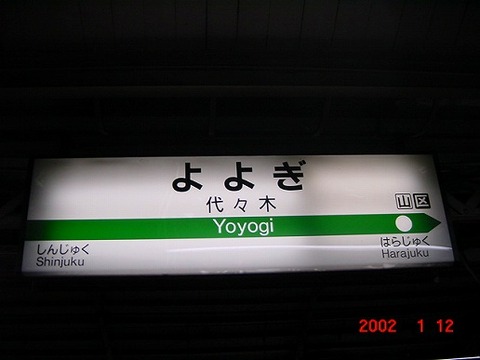 よよぎ
代々木
山 区
Yoyogi
しんじゅく
Shinjuku
はらじゅく
Harajuku
2002 1 12